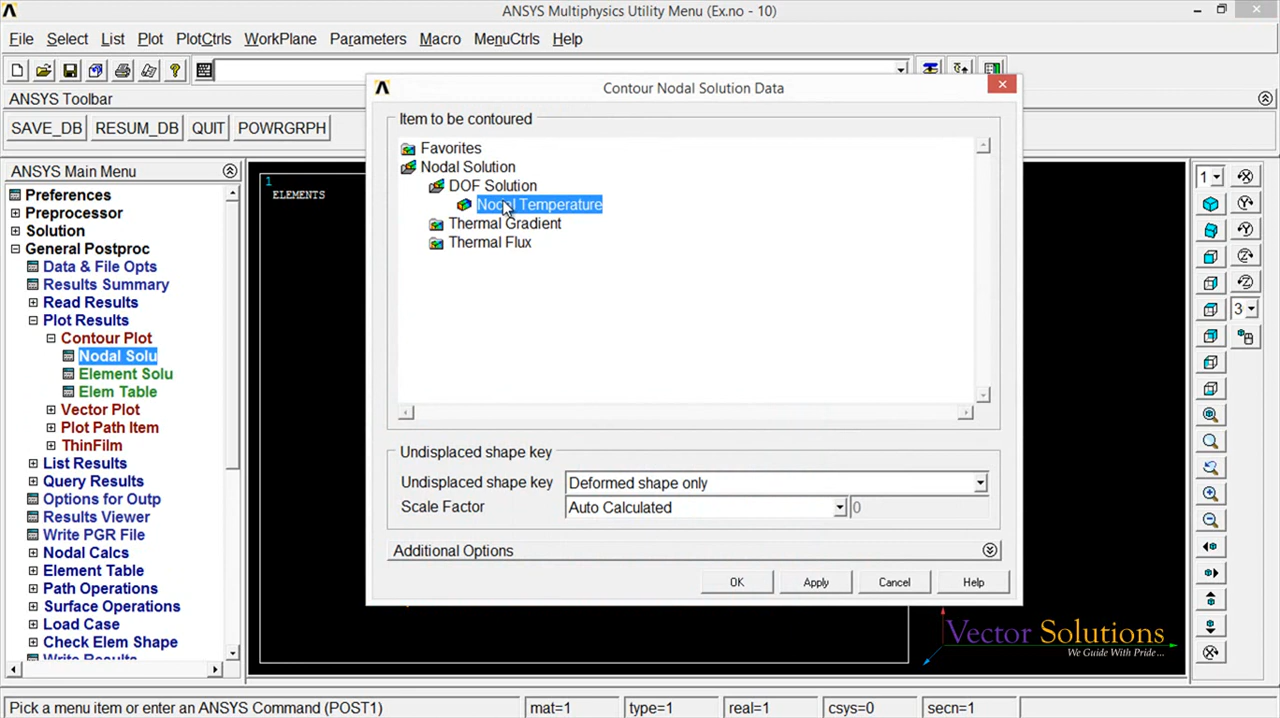 ANSYS Multiphysics Utility Menu (Ex.no - 10)
File Select List Plot PlotCtrls WorkPlane Parameters Macro MenuCtrls Help
ANSYS Toolbar
SAVE_DB RESUM_DB QUIT POWRGRPH
ANSYS Main Menu
Preferences
Preprocessor
Solution
General Postproc
Data & File Opts
Results Summary
Read Results
Plot Results
Contour Plot
Nodal Solu
Element Solu
Elem Table
Vector Plot
Plot Path Item
ThinFilm
List Results
Query Results
Options for Outp
Results Viewer
Write PGR File
Nodal Calcs
Element Table
Path Operations
Surface Operations
Load Case
Check Elem Shape
Write Results
1
ELEMENTS
Contour Nodal Solution Data
Item to be contoured
Favorites
Nodal Solution
DOF Solution
Nodal Temperature
Thermal Gradient
Thermal Flux
Undisplaced shape key
Undisplaced shape key Deformed shape only
Scale Factor Auto Calculated 0
Additional Options
OK Apply Cancel Help
1
3
Vector Solutions
We Guide With Pride...
Pick a menu item or enter an ANSYS Command (POST1) mat=1 type=1 real=1 csys=0 secn=1